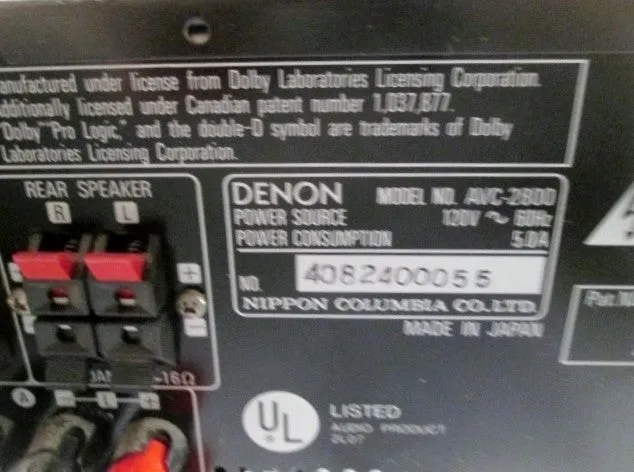 anufactured under license from Dolby Laboratories Licensing Corporation.
dditionally licensed under Canadian patent number 1,037,877.
"Dolby" "Pro Logic," and the double-D symbol are trademarks of Dolby
Laboratories Licensing Corporation.
REAR SPEAKER
R L
DENON MODEL NO. AVC-2800
POWER SOURCE 120V ~ 60Hz
POWER CONSUMPTION 5.0A
NO. 4082400055
NIPPON COLUMBIA CO.LTD.
MADE IN JAPAN
+
-
-16Ω
A - L +
UL
LISTED
AUDIO PRODUCT